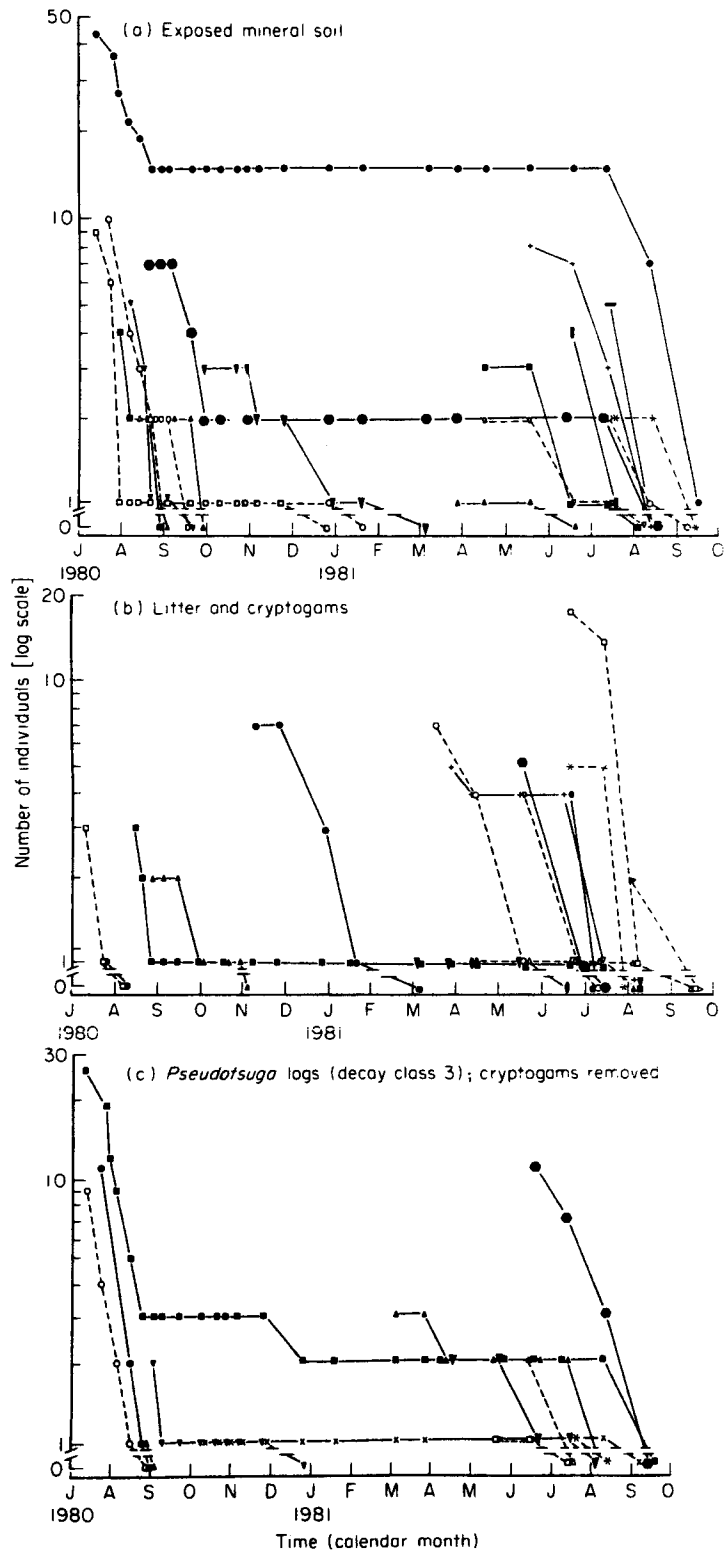 50
(a) Exposed mineral soil
10
1
0
J A S O N D J F M A M J J A S O
1980 1981
Number of individuals [log scale]
20
(b) Litter and cryptogams
10
1
0
J A S O N D J F M A M J J A S O
1980 1981
30
(c) Pseudotsuga logs (decay class 3); cryptogams removed
10
1
0
J A S O N D J F M A M J J A S O
1980 1981
Time (calendar month)